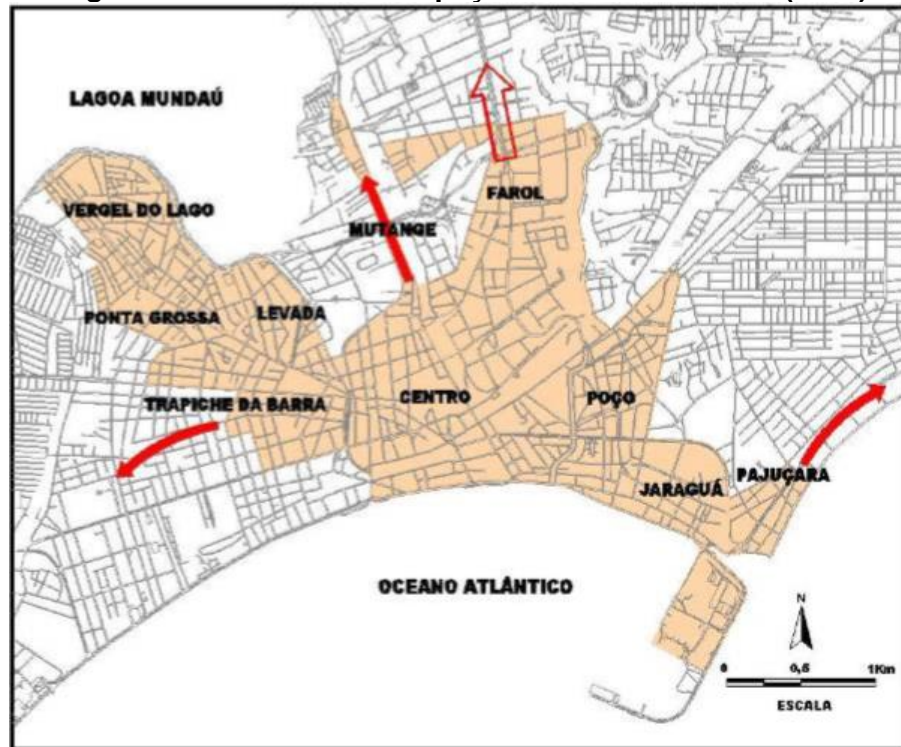 LAGOA MUNDAÚ
VERGEL DO LAGO
FAROL
MUTANGE
PONTA GROSSA
LEVADA
TRAPICHE DA BARRA
CENTRO
POÇO
PAJUÇARA
JARAGUÁ
OCEANO ATLÂNTICO
N
0 0,5 1Km
ESCALA